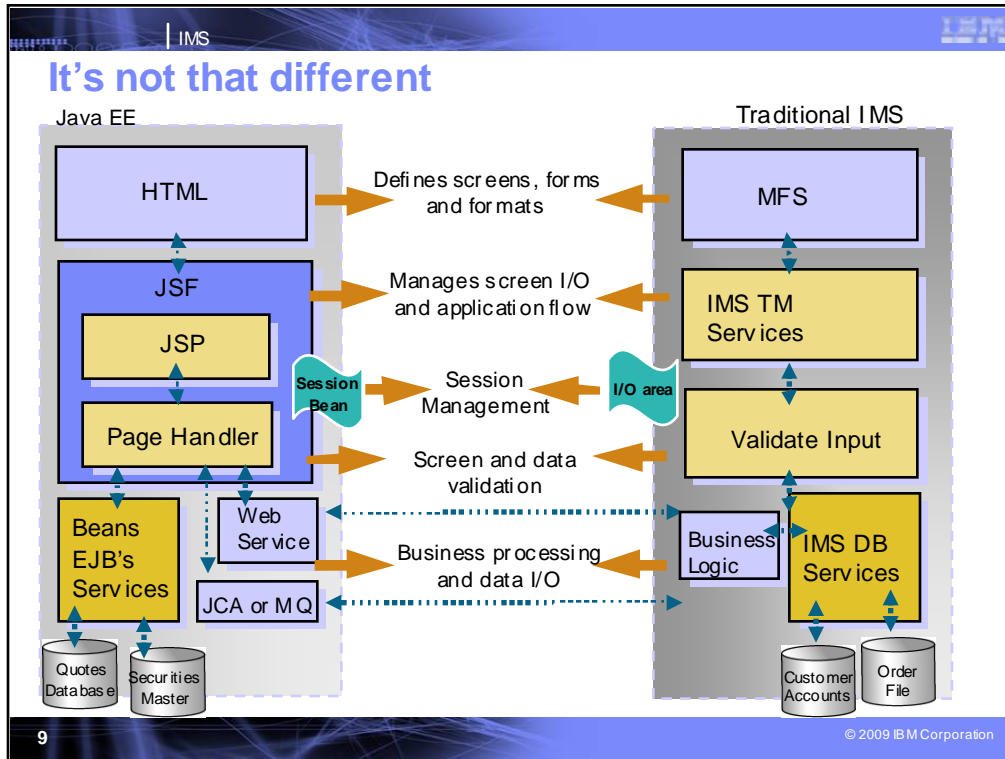 IMS
IBM
It's not that different
Java EE
Traditional IMS
HTML
Defines screens, forms
and formats
MFS
JSF
Manages screen I/O
and application flow
IMS TM
Services
JSP
Session
Bean
Session
Management
I/O area
Page Handler
Validate Input
Screen and data
validation
Beans
EJB's
Services
Web
Service
Business processing
and data I/O
Business
Logic
IMS DB
Services
JCA or MQ
Quotes
Database
Securities
Master
Customer
Accounts
Order
File
9
© 2009 IBM Corporation